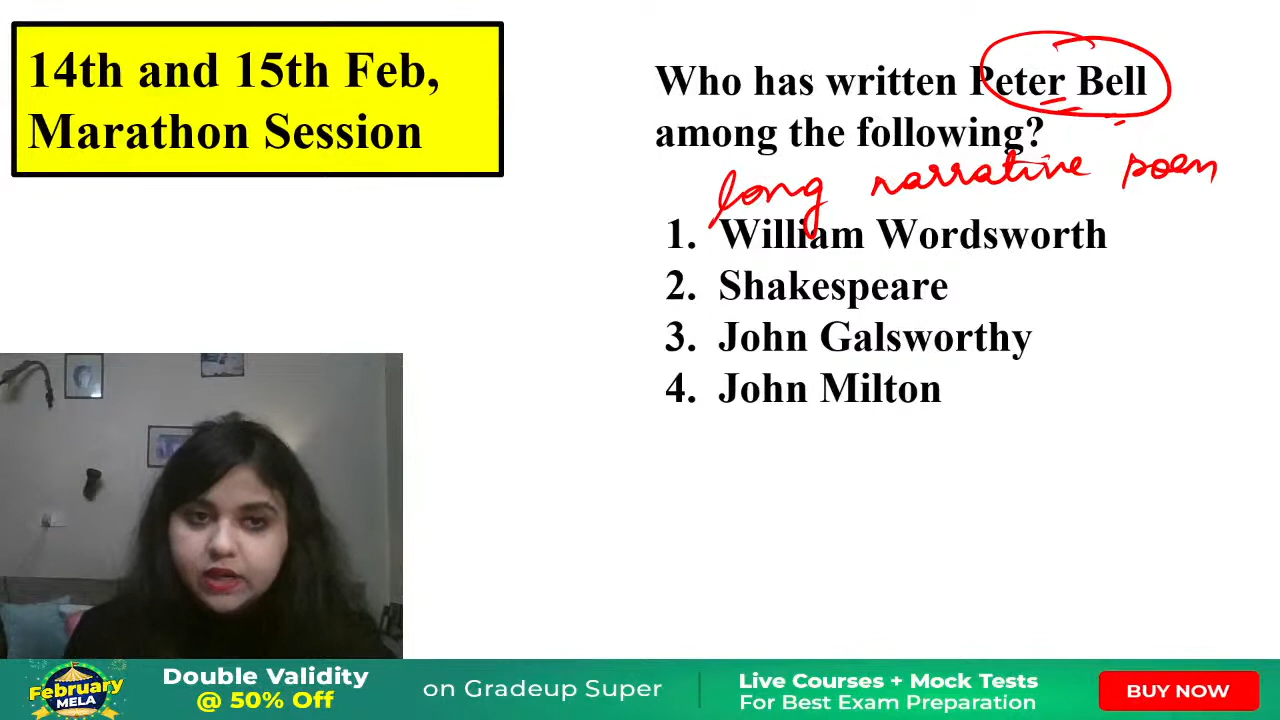 14th and 15th Feb,
Marathon Session
Who has written Peter Bell
among the following?
long narrative poem
1. William Wordsworth
2. Shakespeare
3. John Galsworthy
4. John Milton
February
MELA
Double Validity
@ 50% Off
on Gradeup Super
Live Courses + Mock Tests
For Best Exam Preparation
BUY NOW